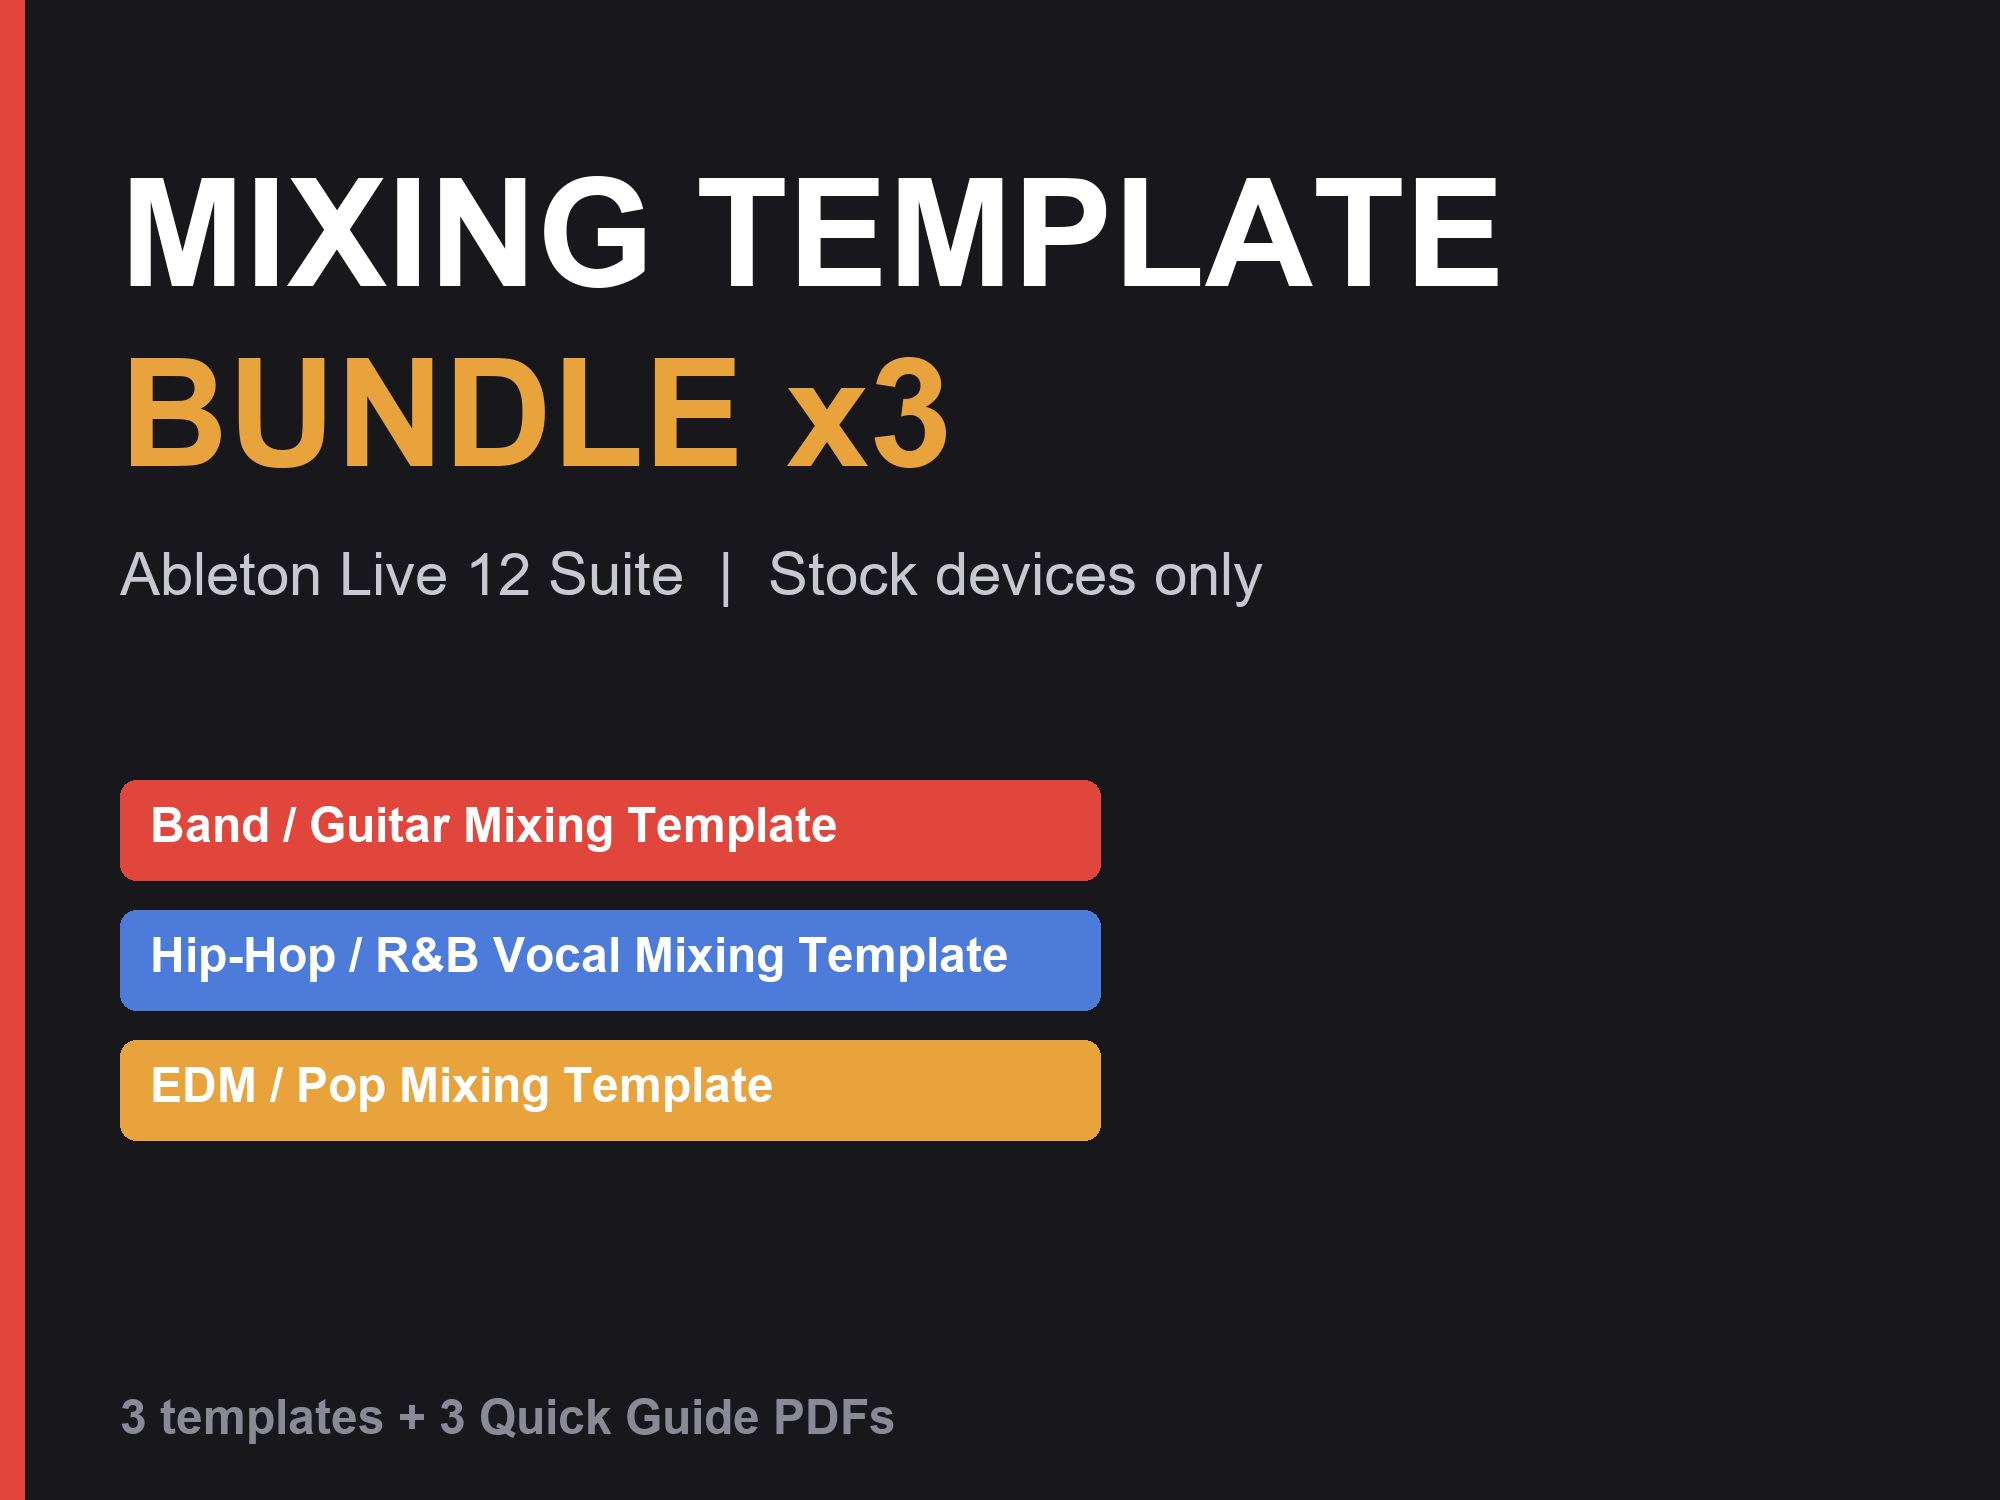 MIXING TEMPLATE
BUNDLE x3
Ableton Live 12 Suite | Stock devices only
Band / Guitar Mixing Template
Hip-Hop / R&B Vocal Mixing Template
EDM / Pop Mixing Template
3 templates + 3 Quick Guide PDFs